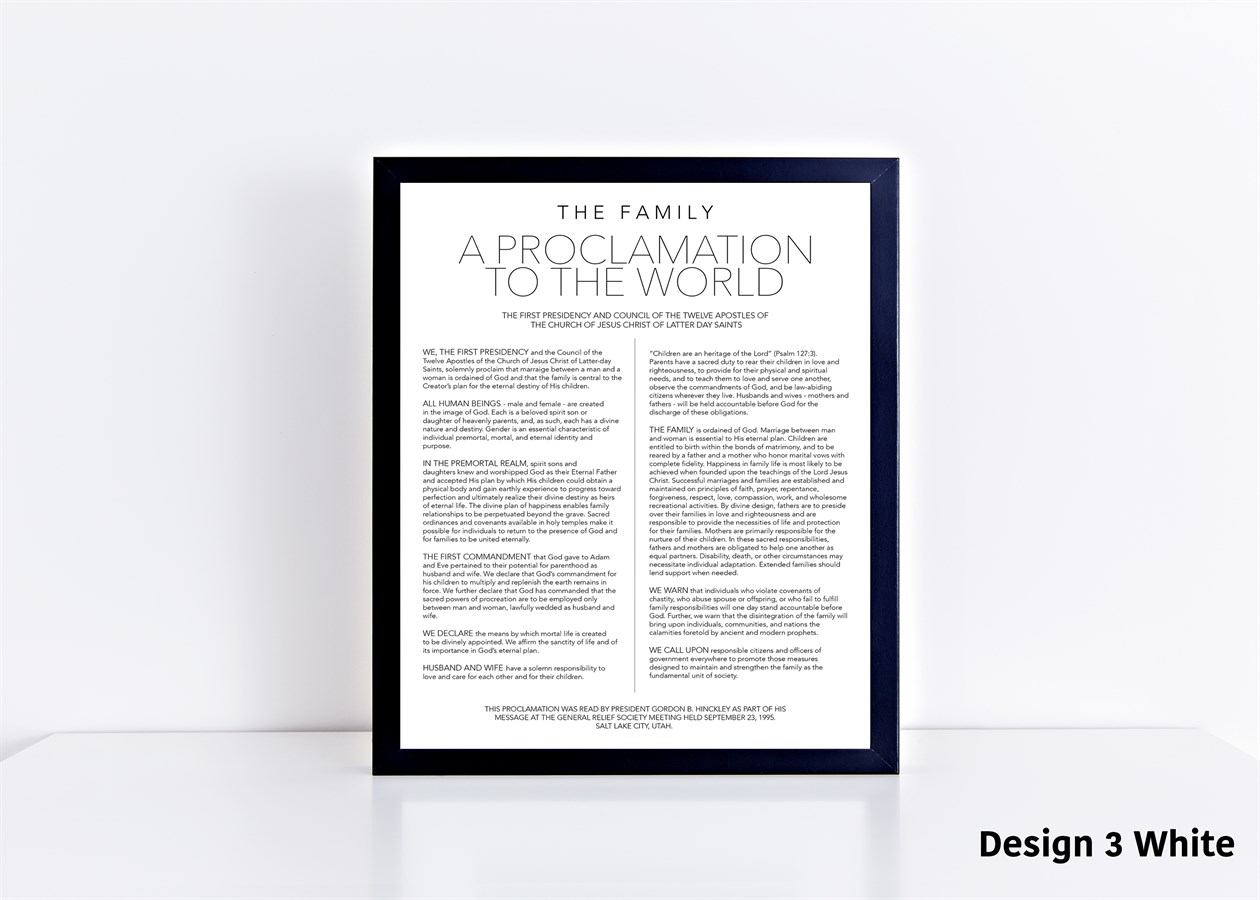 THE FAMILY
A PROCLAMATION
TO THE WORLD
THE FIRST PRESIDENCY AND COUNCIL OF THE TWELVE APOSTLES OF
THE CHURCH OF JESUS CHRIST OF LATTER DAY SAINTS
WE, THE FIRST PRESIDENCY and the Council of the
Twelve Apostles of the Church of Jesus Christ of Latter-day
Saints, solemnly proclaim that marraige between a man and a
woman is ordained of God and that the family is central to the
Creator's plan for the eternal destiny of His children.
ALL HUMAN BEINGS - male and female - are created
in the image of God. Each is a beloved spirit son or
daughter of heavenly parents, and, as such, each has a divine
nature and destiny. Gender is an essential characteristic of
individual premortal, mortal, and eternal identity and
purpose.
IN THE PREMORTAL REALM, spirit sons and
daughters knew and worshipped God as their Eternal Father
and accepted His plan by which His children could obtain a
physical body and gain earthly experience to progress toward
perfection and ultimately realize their divine destiny as heirs
of eternal life. The divine plan of happiness enables family
relationships to be perpetuated beyond the grave. Sacred
ordinances and covenants available in holy temples make it
possible for individuals to return to the presence of God and
for families to be united eternally.
THE FIRST COMMANDMENT that God gave to Adam
and Eve pertained to their potential for parenthood as
husband and wife. We declare that God's commandment for
his children to multiply and replenish the earth remains in
force. We further declare that God has commanded that the
sacred powers of procreation are to be employed only
between man and woman, lawfully wedded as husband and
wife.
WE DECLARE the means by which mortal life is created
to be divinely appointed. We affirm the sanctity of life and of
its importance in God's eternal plan.
HUSBAND AND WIFE have a solemn responsibility to
love and care for each other and for their children.
"Children are an heritage of the Lord" (Psalm 127:3).
Parents have a sacred duty to rear their children in love and
righteousness, to provide for their physical and spiritual
needs, and to teach them to love and serve one another,
observe the commandments of God, and be law-abiding
citizens wherever they live. Husbands and wives - mothers and
fathers - will be held accountable before God for the
discharge of these obligations.
THE FAMILY is ordained of God. Marriage between man
and woman is essential to His eternal plan. Children are
entitled to birth within the bonds of matrimony, and to be
reared by a father and a mother who honor marital vows with
complete fidelity. Happiness in family life is most likely to be
achieved when founded upon the teachings of the Lord Jesus
Christ. Successful marriages and families are established and
maintained on principles of faith, prayer, repentance,
forgiveness, respect, love, compassion, work, and wholesome
recreational activities. By divine design, fathers are to preside
over their families in love and righteousness and are
responsible to provide the necessities of life and protection
for their families. Mothers are primarily responsible for the
nurture of their children. In these sacred responsibilities,
fathers and mothers are obligated to help one another as
equal partners. Disability, death, or other circumstances may
necessitate individual adaptation. Extended families should
lend support when needed.
WE WARN that individuals who violate covenants of
chastity, who abuse spouse or offspring, or who fail to fulfill
family responsibilities will one day stand accountable before
God. Further, we warn that the disintegration of the family will
bring upon individuals, communities, and nations the
calamities foretold by ancient and modern prophets.
WE CALL UPON responsible citizens and officers of
government everywhere to promote those measures
designed to maintain and strengthen the family as the
fundamental unit of society.
THIS PROCLAMATION WAS READ BY PRESIDENT GORDON B. HINCKLEY AS PART OF HIS
MESSAGE AT THE GENERAL RELIEF SOCIETY MEETING HELD SEPTEMBER 23, 1995.
SALT LAKE CITY, UTAH.
Design 3 White